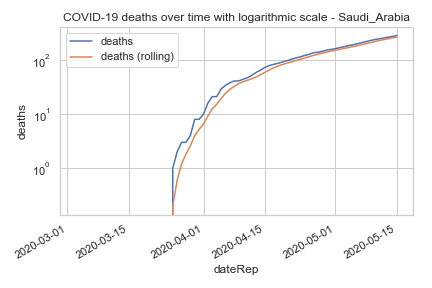 COVID-19 deaths over time with logarithmic scale - Saudi_Arabia
deaths
deaths (rolling)
10²
10¹
10⁰
deaths
2020-03-01
2020-03-15
2020-04-01
2020-04-15
2020-05-01
2020-05-15
dateRep